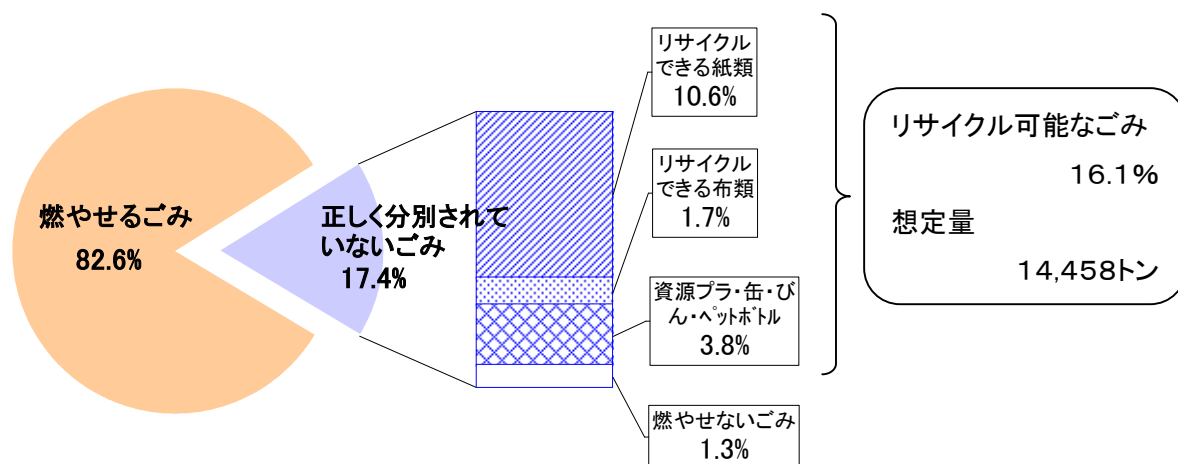 燃やせるごみ
82.6%
正しく分別されて
いないごみ
17.4%
リサイクル
できる紙類
10.6%
リサイクル
できる布類
1.7%
資源プラ・缶・び
ん・ﾍﾟｯﾄﾎﾞﾄﾙ
3.8%
燃やせないごみ
1.3%
リサイクル可能なごみ
16.1%
想定量
14,458トン